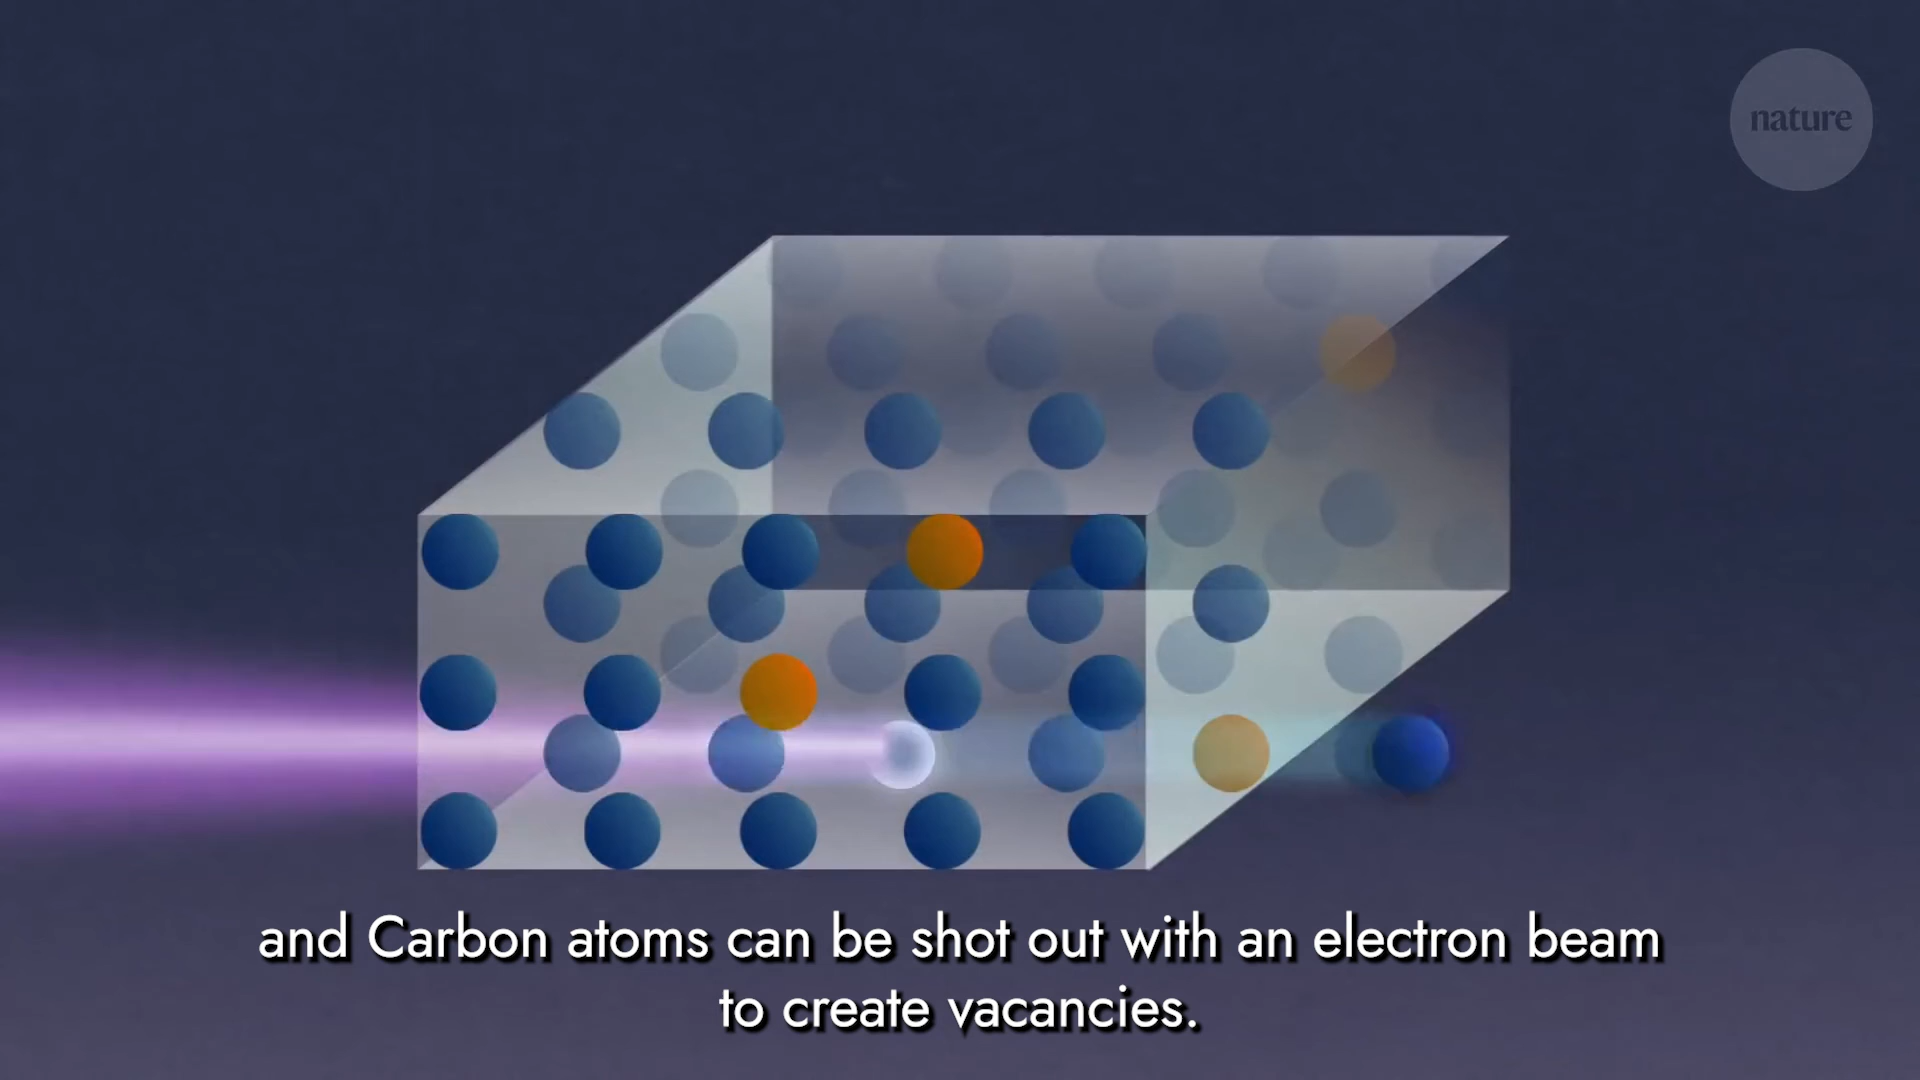 nature
and Carbon atoms can be shot out with an electron beam
to create vacancies.